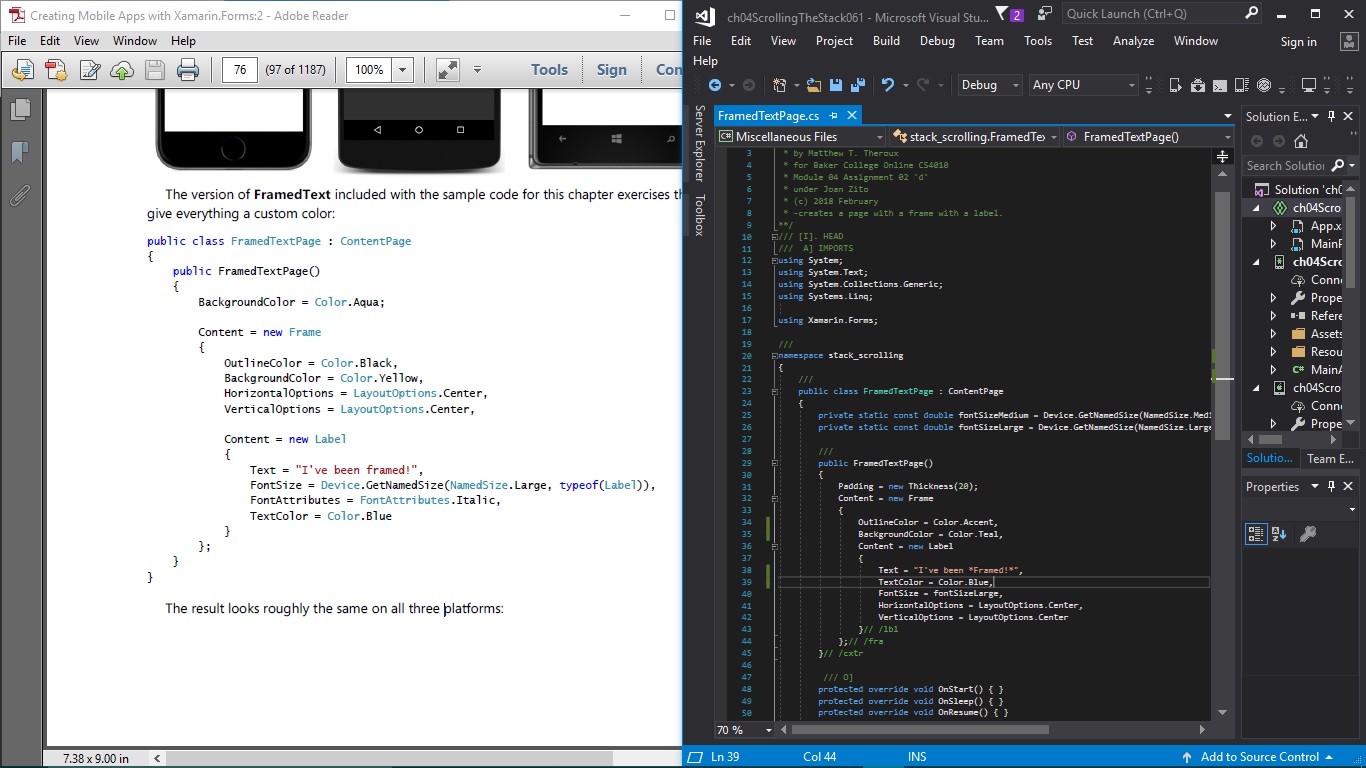 Creating Mobile Apps with Xamarin.Forms:2 - Adobe Reader
File Edit View Window Help
76 (97 of 1187) 100% Tools Sign Con
The version of FramedText included with the sample code for this chapter exercises th
give everything a custom color:
public class FramedTextPage : ContentPage
{
public FramedTextPage()
{
BackgroundColor = Color.Aqua;
Content = new Frame
{
OutlineColor = Color.Black,
BackgroundColor = Color.Yellow,
HorizontalOptions = LayoutOptions.Center,
VerticalOptions = LayoutOptions.Center,
Content = new Label
{
Text = "I've been framed!",
FontSize = Device.GetNamedSize(NamedSize.Large, typeof(Label)),
FontAttributes = FontAttributes.Italic,
TextColor = Color.Blue
}
};
}
}
The result looks roughly the same on all three platforms:
7.38 x 9.00 in
ch04ScrollingTheStack061 - Microsoft Visual Stu...
2
Quick Launch (Ctrl+Q)
File Edit View Project Build Debug Team Tools Test Analyze Window
Sign in
Help
Debug Any CPU
Server Explorer
Toolbox
FramedTextPage.cs
C# Miscellaneous Files stack_scrolling.FramedTex FramedTextPage()
3 * by Matthew T. Theroux
4 * for Baker College Online CS4010
5 * Module 04 Assignment 02 'd'
6 * under Joan Zito
7 * (c) 2018 February
8 * -creates a page with a frame with a label.
9 **/
10 /// [I]. HEAD
11 /// A] IMPORTS
12 using System;
13 using System.Text;
14 using System.Collections.Generic;
15 using Systems.Linq;
16
17 using Xamarin.Forms;
18
19 ///
20 namespace stack_scrolling
21 {
22 ///
23 public class FramedTextPage : ContentPage
24 {
25 private static const double fontSizeMedium = Device.GetNamedSize(NamedSize.Medi
26 private static const double fontSizeLarge = Device.GetNamedSize(NamedSize.Large
27
28 ///
29 public FramedTextPage()
30 {
31 Padding = new Thickness(20);
32 Content = new Frame
33 {
34 OutlineColor = Color.Accent,
35 BackgroundColor = Color.Teal,
36 Content = new Label
37 {
38 Text = "I've been *Framed!*",
39 TextColor = Color.Blue,
40 FontSize = fontSizeLarge,
41 HorizontalOptions = LayoutOptions.Center,
42 VerticalOptions = LayoutOptions.Center
43 }// /lbl
44 };// /fra
45 }// /cxtr
46
47 /// O]
48 protected override void OnStart() { }
49 protected override void OnSleep() { }
50 protected override void OnResume() { }
70 %
Solution E...
Search Solutio
Solution 'ch0
ch04Scro
App.x
MainP
ch04Scro
Conne
Prope
Refere
Assets
Resou
C# MainA
ch04Scro
Conne
Prope
Solutio... Team E...
Properties
Ln 39 Col 44 INS Add to Source Control